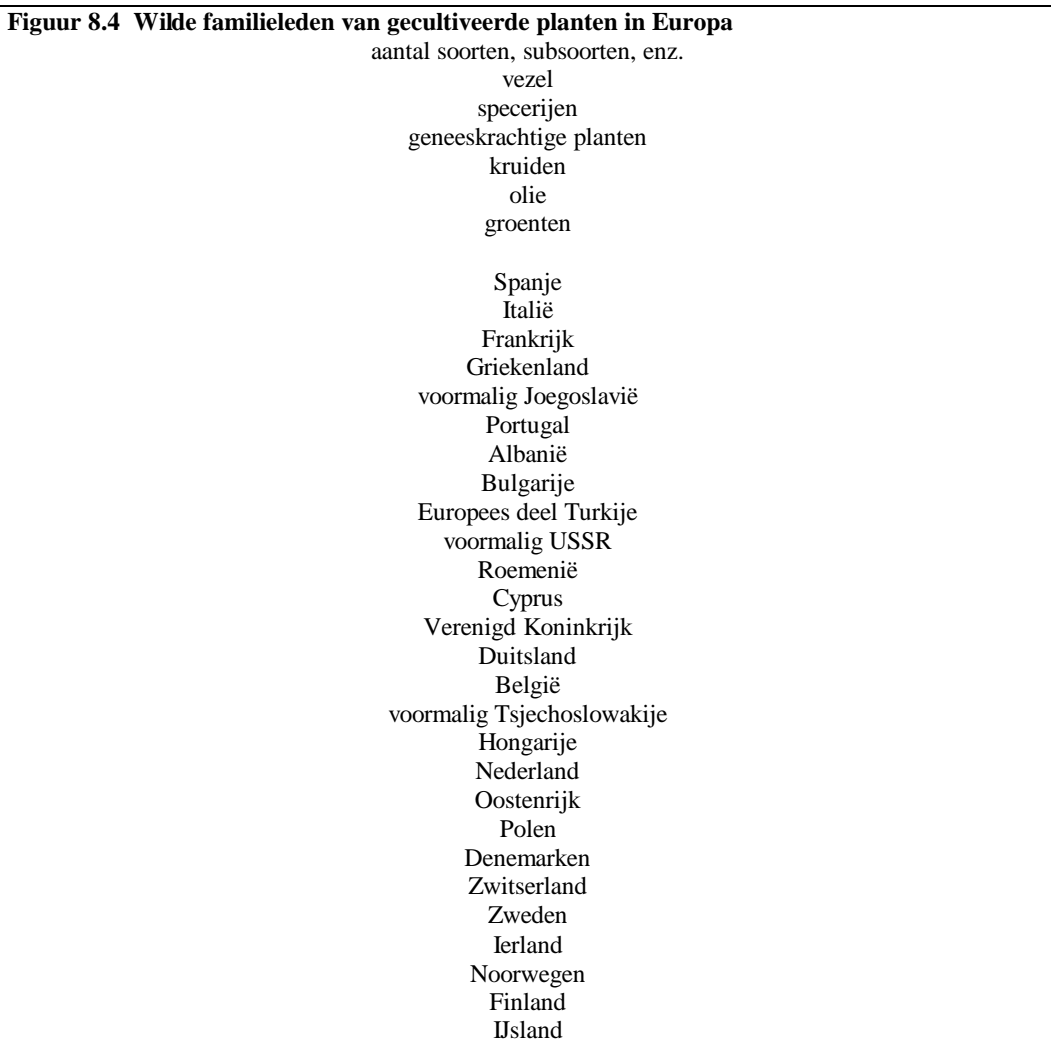 Figuur 8.4 Wilde familieleden van gecultiveerde planten in Europa
aantal soorten, subsoorten, enz.
vezel
specerijen
geneeskrachtige planten
kruiden
olie
groenten
Spanje
Italië
Frankrijk
Griekenland
voormalig Joegoslavië
Portugal
Albanië
Bulgarije
Europees deel Turkije
voormalig USSR
Roemenië
Cyprus
Verenigd Koninkrijk
Duitsland
België
voormalig Tsjechoslowakije
Hongarije
Nederland
Oostenrijk
Polen
Denemarken
Zwitserland
Zweden
Ierland
Noorwegen
Finland
IJsland